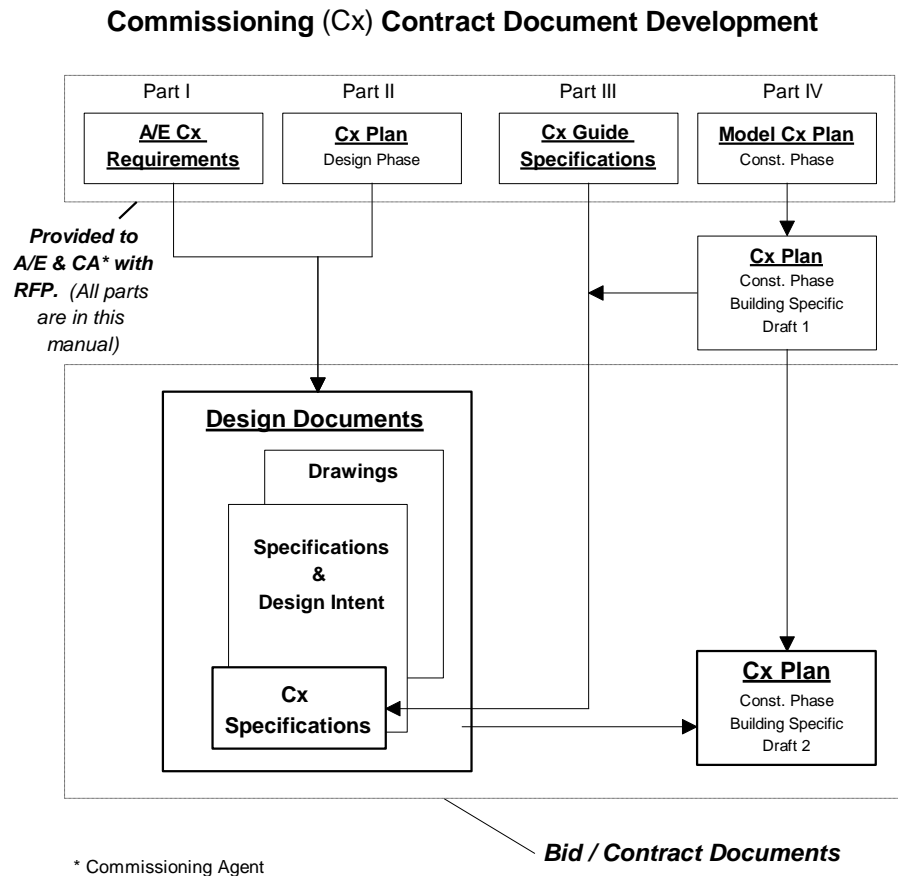 Commissioning (Cx) Contract Document Development
Part I
Part II
Part III
Part IV
A/E Cx
Requirements
Cx Plan
Design Phase
Cx Guide
Specifications
Model Cx Plan
Const. Phase
Provided to
A/E & CA* with
RFP. (All parts
are in this
manual)
Cx Plan
Const. Phase
Building Specific
Draft 1
Design Documents
Drawings
Specifications
&
Design Intent
Cx
Specifications
Cx Plan
Const. Phase
Building Specific
Draft 2
Bid / Contract Documents
* Commissioning Agent